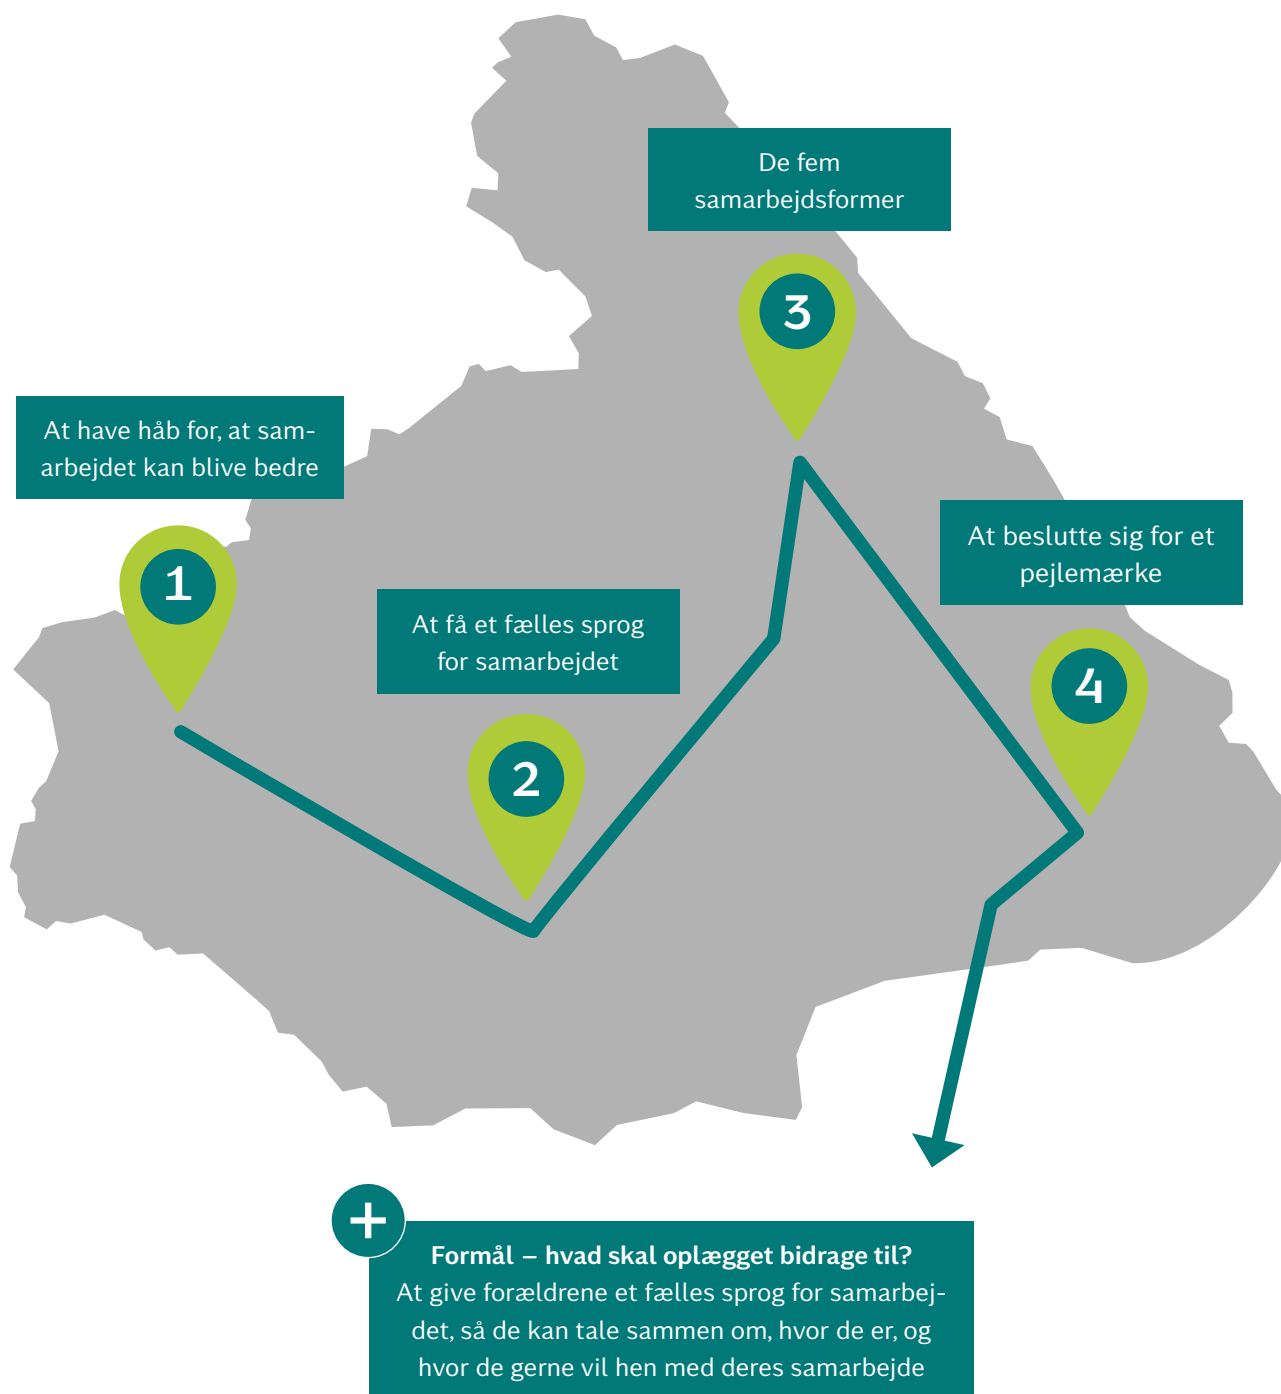 De fem
samarbejdsformer
3
At have håb for, at sam-
arbejdet kan blive bedre
1
At beslutte sig for et
pejlemærke
4
At få et fælles sprog
for samarbejdet
2
+
Formål – hvad skal oplægget bidrage til?
At give forældrene et fælles sprog for samarbej-
det, så de kan tale sammen om, hvor de er, og
hvor de gerne vil hen med deres samarbejde